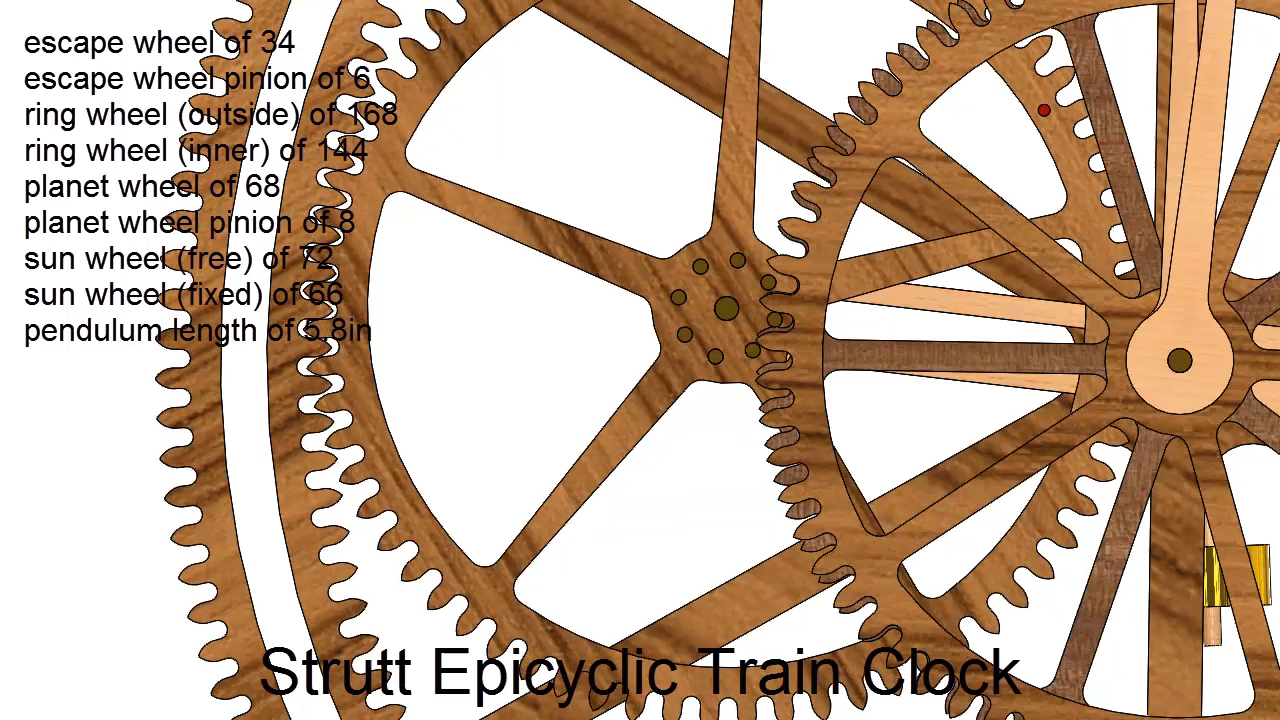 escape wheel of 34
escape wheel pinion of 6
ring wheel (outside) of 168
ring wheel (inner) of 144
planet wheel of 68
planet wheel pinion of 8
sun wheel (free) of 72
sun wheel (fixed) of 66
pendulum length of 5.8in
Strutt Epicyclic Train Clock